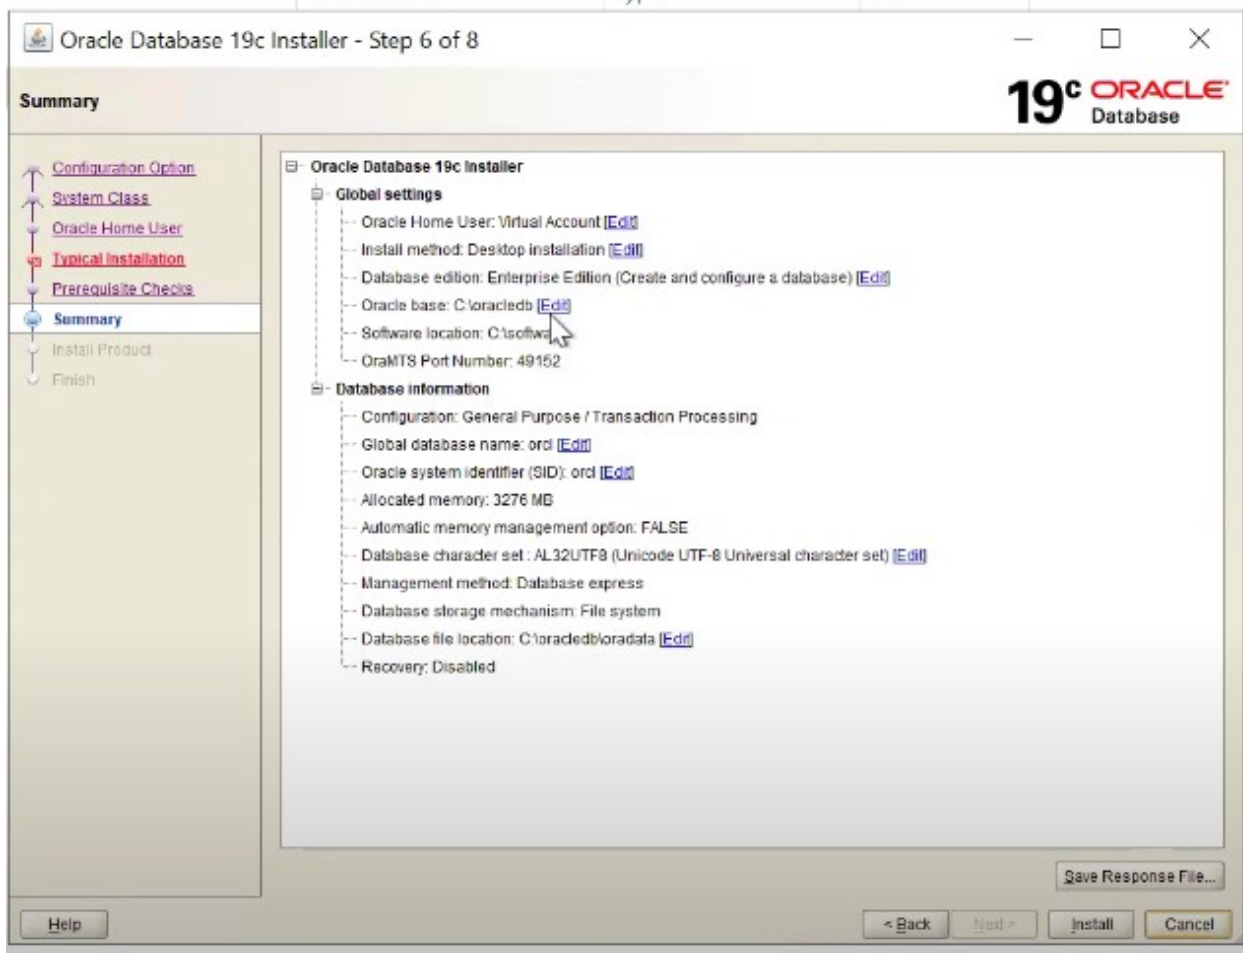 Oracle Database 19c Installer - Step 6 of 8
Summary
19c ORACLE
Database
Configuration Option
System Class
Oracle Home User
Typical Installation
Prerequisite Checks
Summary
Install Product
Finish
Oracle Database 19c Installer
Global settings
Oracle Home User: Virtual Account [Edit]
Install method: Desktop installation [Edit]
Database edition: Enterprise Edition (Create and configure a database) [Edit]
Oracle base: C:\oracledb [Edit]
Software location:
OraMTS Port Number: 49152
Database information
Configuration: General Purpose / Transaction Processing
Global database name: orcl [Edit]
Oracle system identifier (SID): orcl [Edit]
Allocated memory: 3276 MB
Automatic memory management option: FALSE
Database character set : AL32UTF8 (Unicode UTF-8 Universal character set) [Edit]
Management method: Database express
Database storage mechanism: File system
Database file location: C:\oracledb\oradata [Edit]
Recovery: Disabled
Save Response File...
Help
< Back
Next >
Install
Cancel